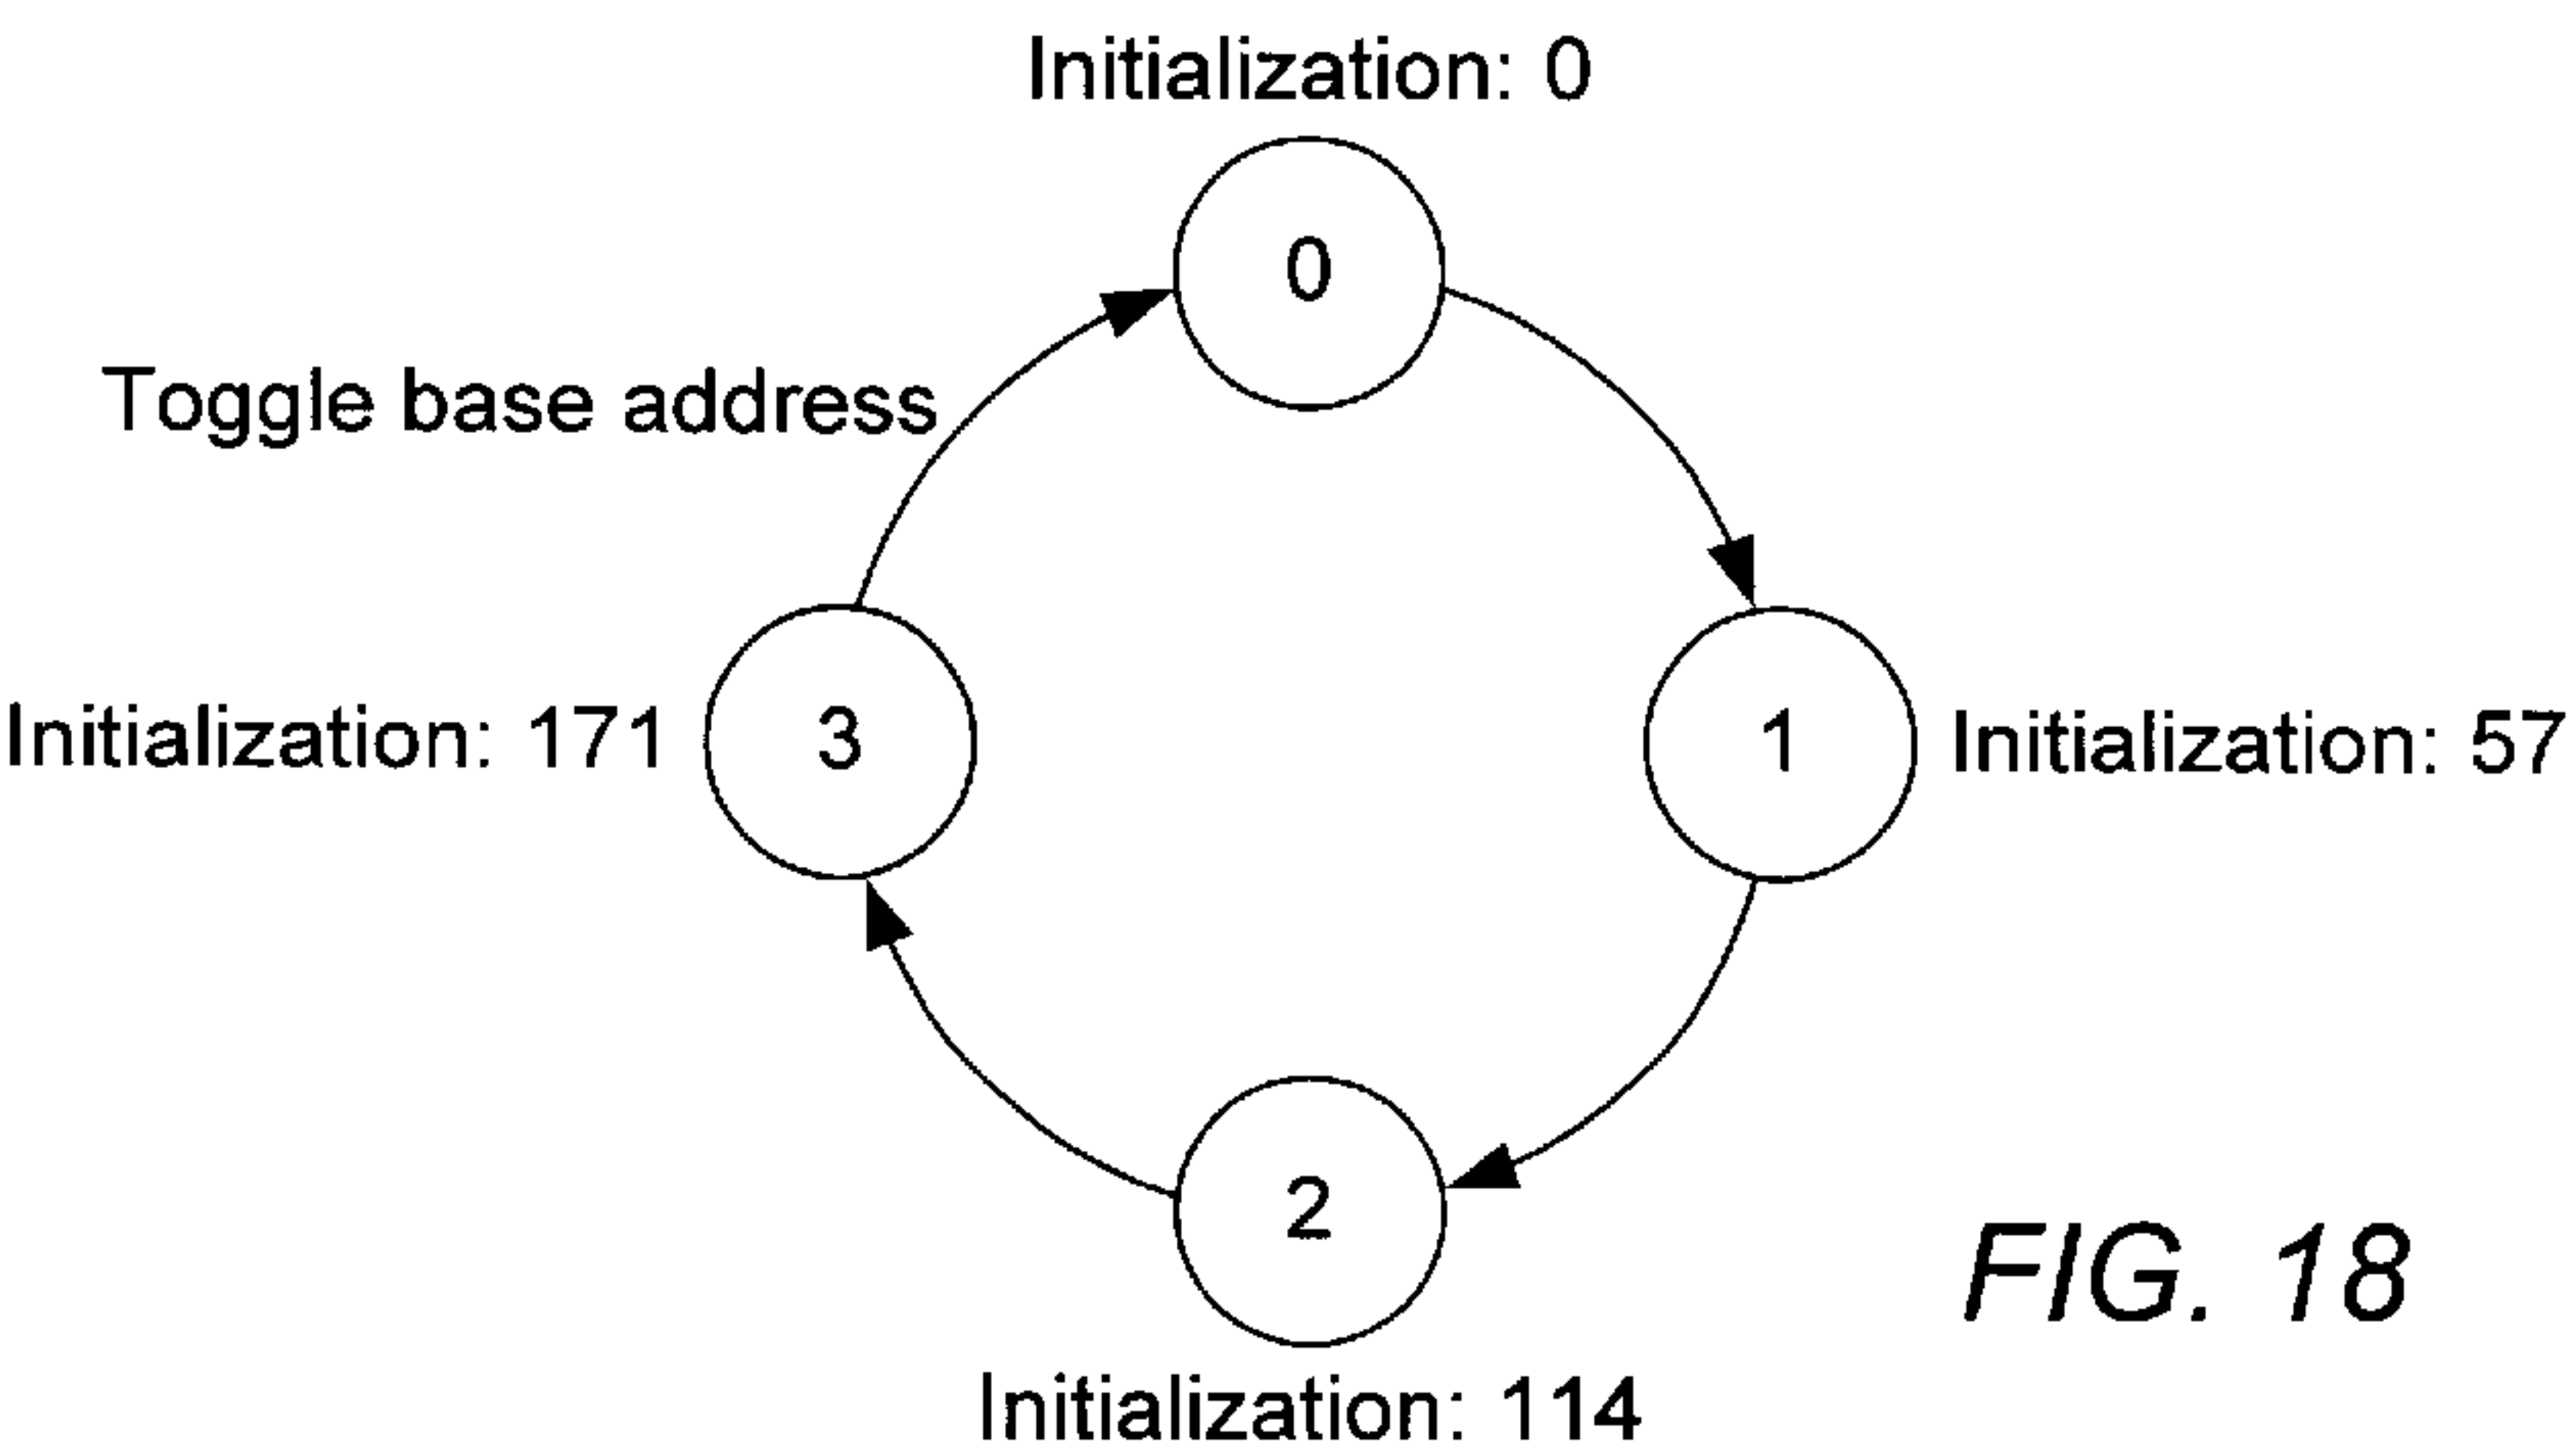 Initialization: 0
0
Toggle base address
Initialization: 171
3
1
Initialization: 57
2
Initialization: 114
FIG. 18